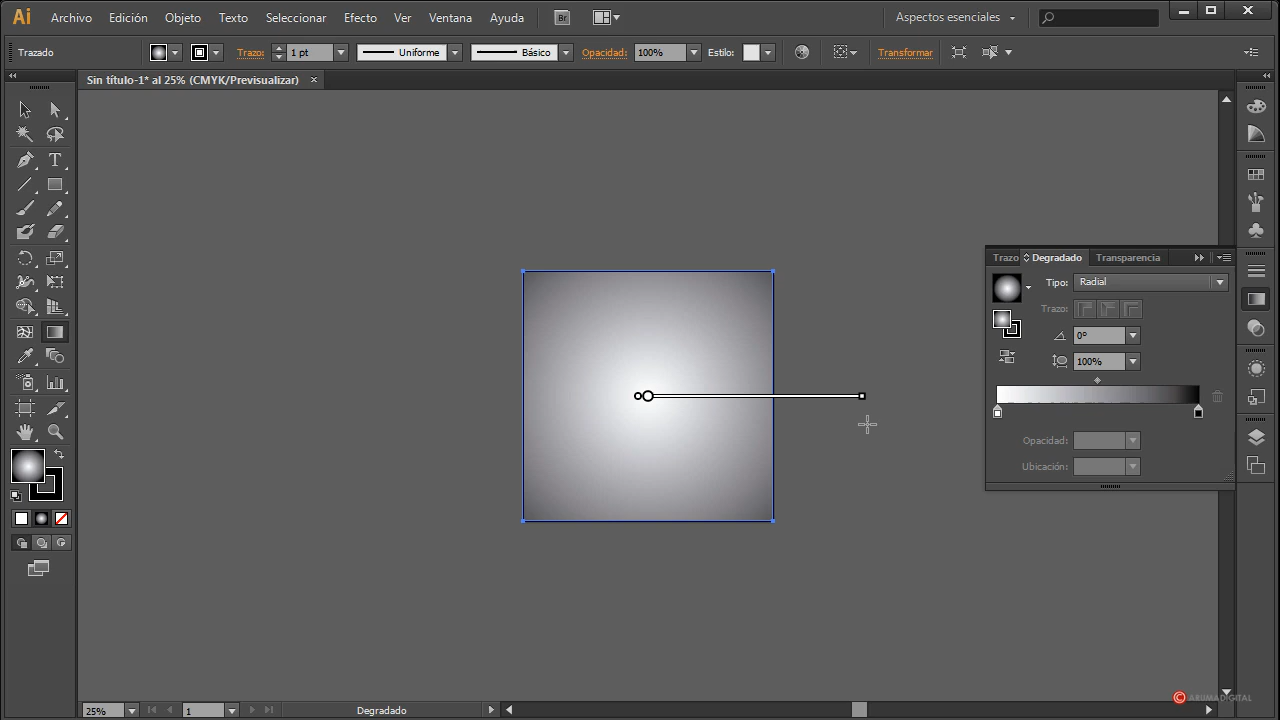 Ai Archivo Edición Objeto Texto Seleccionar Efecto Ver Ventana Ayuda Br Aspectos esenciales
Trazado Trazo: 1 pt Uniforme Básico Opacidad: 100% Estilo: Transformar
Sin título-1* al 25% (CMYK/Previsualizar)
T
Trazo Degradado Transparencia
Tipo: Radial
Trazo:
0°
100%
Opacidad:
Ubicación:
25% 1 Degradado
© ARUMADIGITAL